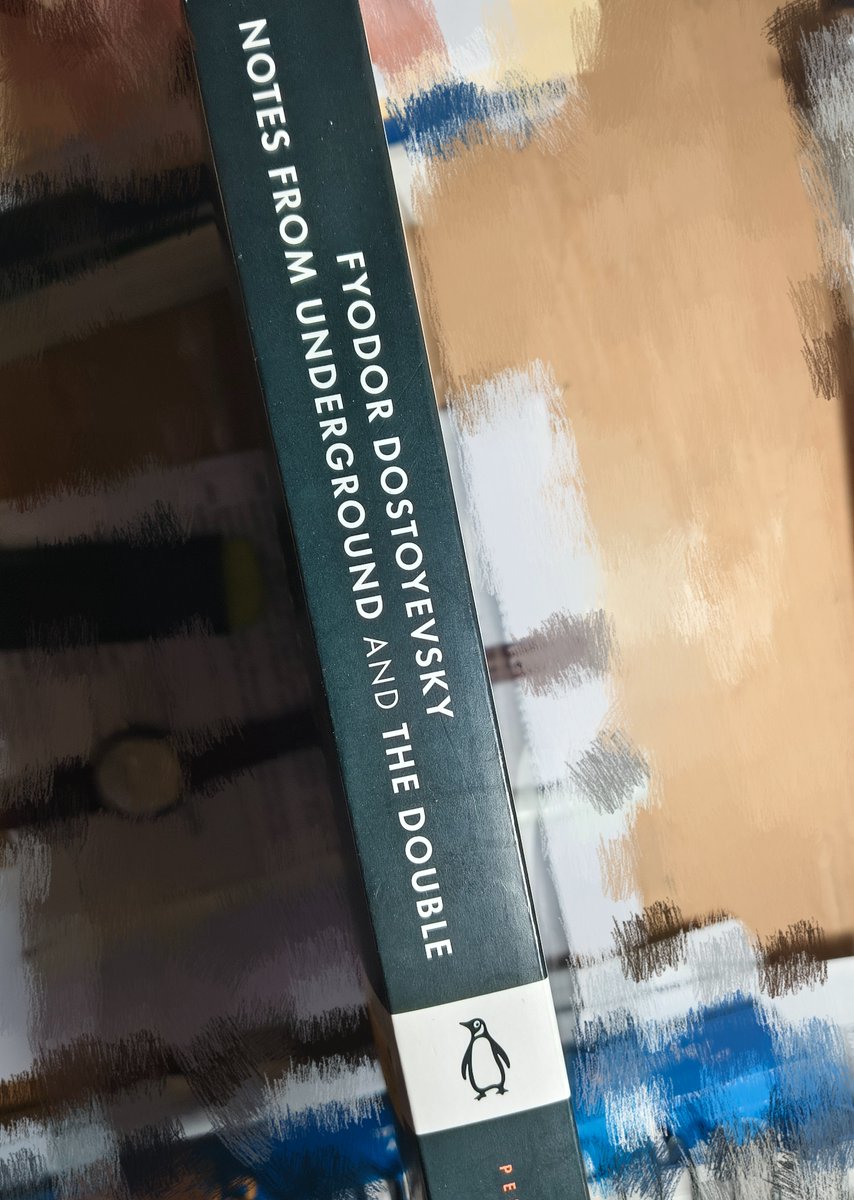 FYODOR DOSTOYEVSKY
NOTES FROM UNDERGROUND AND THE DOUBLE